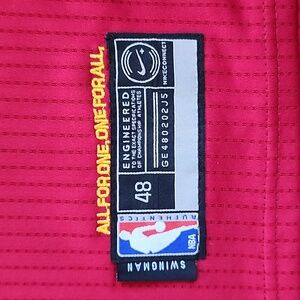 ALL FOR ONE. ONE FOR ALL.
NIKECONNECT
ENGINEERED
TO THE EXACT SPECIFICATIONS
OF CHAMPIONSHIP ATHLETES
GE480202J5
48
AUTHENTICS
NBA
SWINGMAN